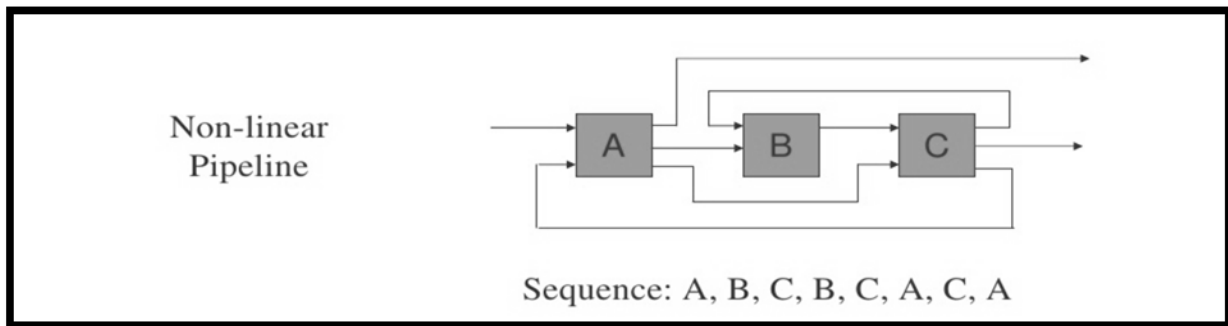 Non-linear
Pipeline
A
B
C
Sequence: A, B, C, B, C, A, C, A